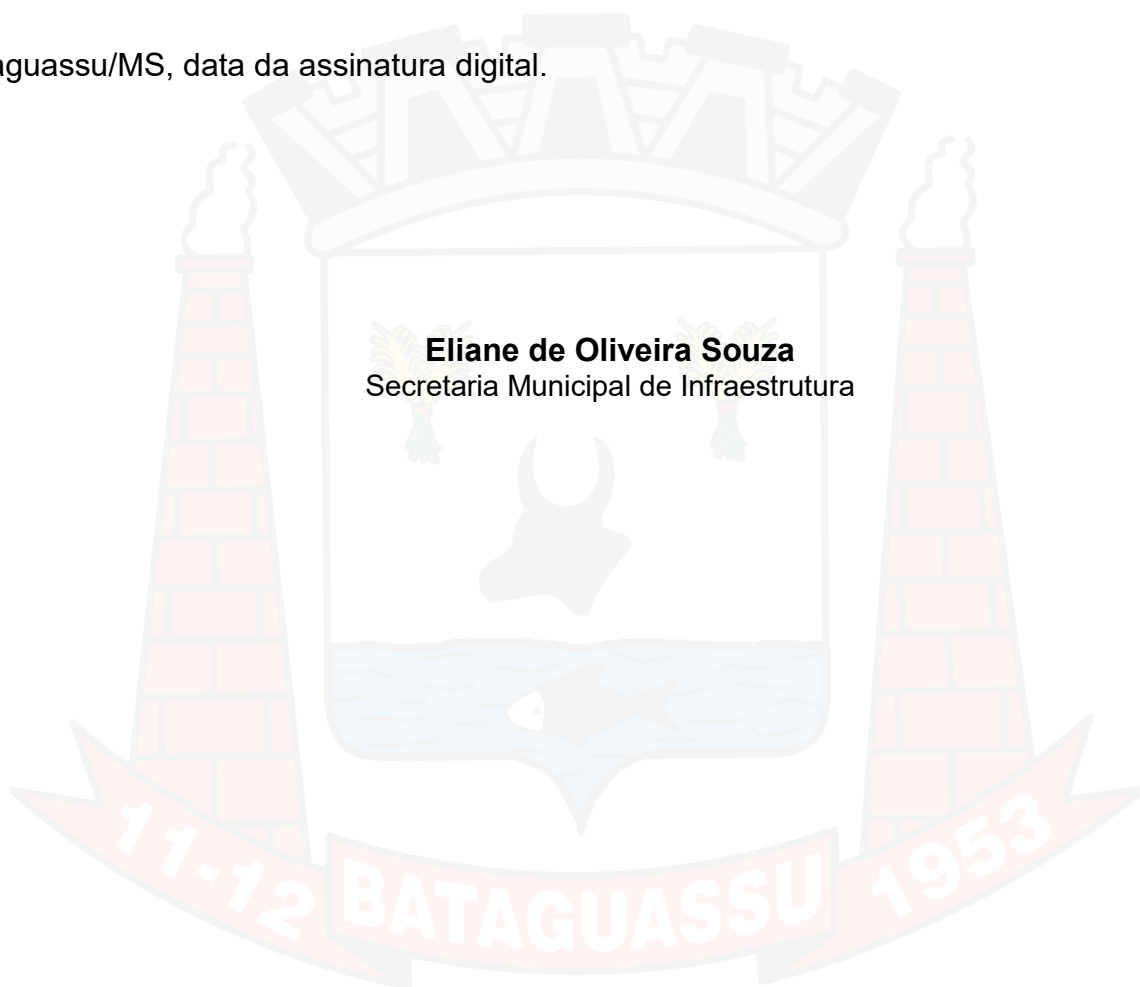 aguassu/MS, data da assinatura digital.
Eliane de Oliveira Souza
Secretaria Municipal de Infraestrutura
11-12 BATAGUASSU 1953